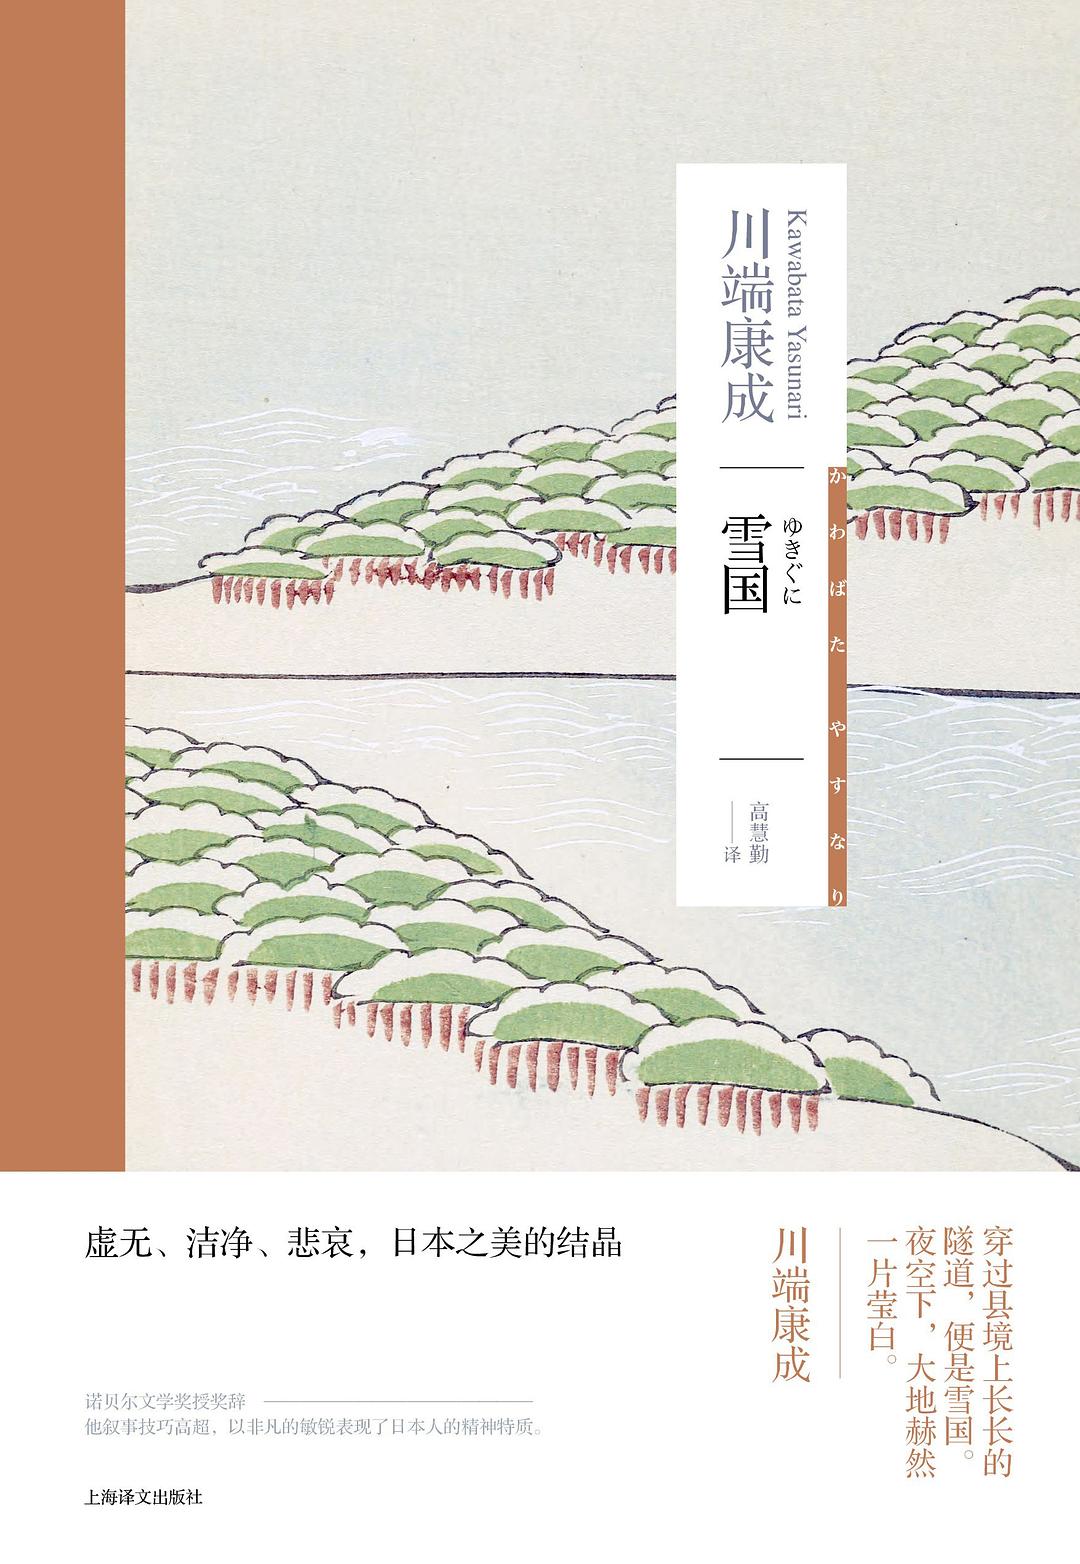 川端康成
Kawabata Yasunari
雪国
ゆきぐに
高慧勤
译
かわばた やすなり
虚无、洁净、悲哀，日本之美的结晶
诺贝尔文学奖授奖辞
他叙事技巧高超，以非凡的敏锐表现了日本人的精神特质。
上海译文出版社
穿过县境上长长的
隧道，便是雪国。
夜空下，大地赫然
一片莹白。
川端康成